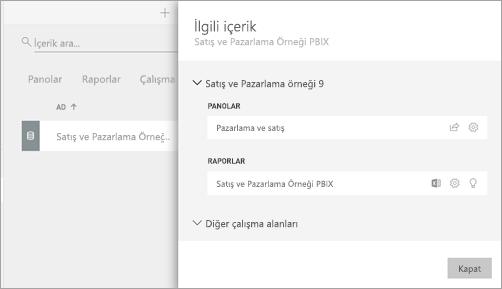 İçerik ara...
Panolar Raporlar Çalışma
AD
Satış ve Pazarlama Örneğ...
İlgili içerik
Satış ve Pazarlama Örneği PBIX
Satış ve Pazarlama örneği 9
PANOLAR
Pazarlama ve satış
RAPORLAR
Satış ve Pazarlama Örneği PBIX
Diğer çalışma alanları
Kapat